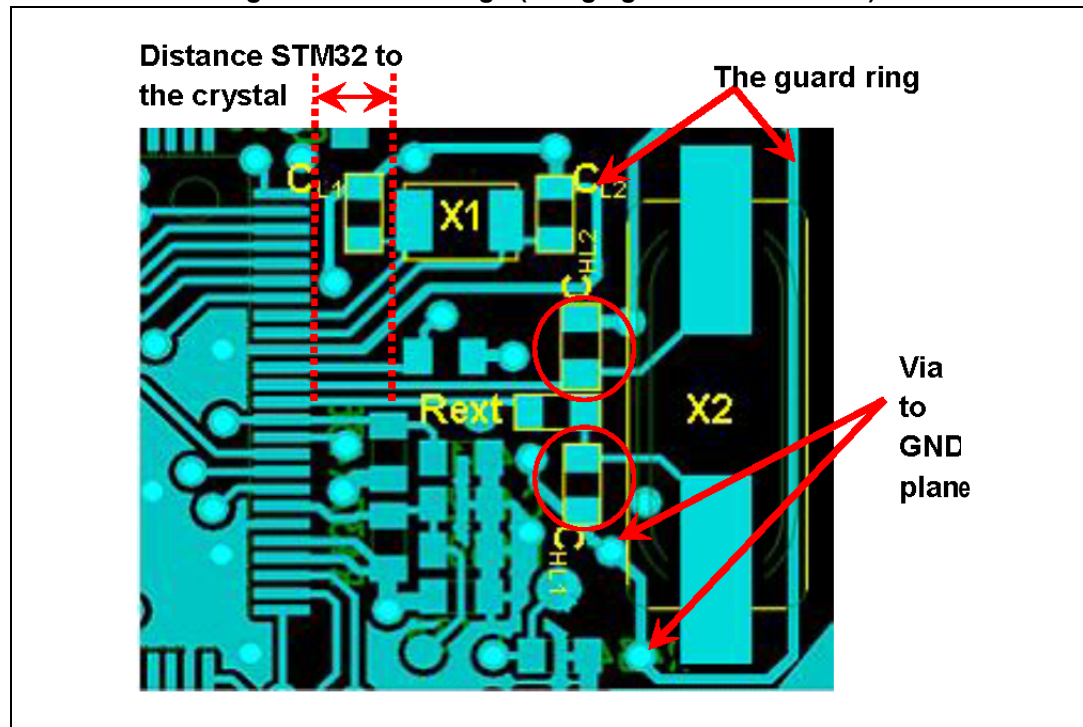 Distance STM32 to
the crystal
The guard ring
CL1
X1
CL2
CHL2
Rext
X2
CHL1
Via
to
GND
plane